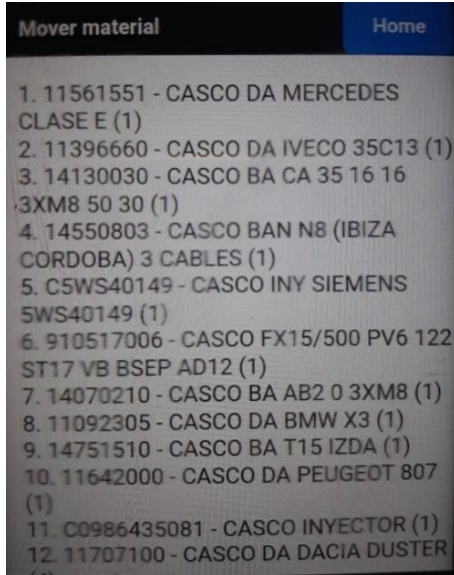 Mover material
Home
1. 11561551 - CASCO DA MERCEDES
CLASE E (1)
2. 11396660 - CASCO DA IVECO 35C13 (1)
3. 14130030 - CASCO BA CA 35 16 16
3XM8 50 30 (1)
4. 14550803 - CASCO BAN N8 (IBIZA
CORDOBA) 3 CABLES (1)
5. C5WS40149 - CASCO INY SIEMENS
5WS40149 (1)
6. 910517006 - CASCO FX15/500 PV6 122
ST17 VB BSEP AD12 (1)
7. 14070210 - CASCO BA AB2 0 3XM8 (1)
8. 11092305 - CASCO DA BMW X3 (1)
9. 14751510 - CASCO BA T15 IZDA (1)
10. 11642000 - CASCO DA PEUGEOT 807
(1)
11. C0986435081 - CASCO INYECTOR (1)
12. 11707100 - CASCO DA DACIA DUSTER